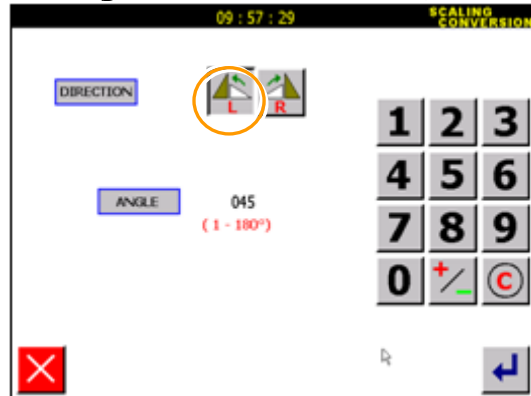 09 : 57 : 29
SCALING
CONVERSION
DIRECTION
L R
1 2 3
ANGLE 045
4 5 6
( 1 - 180º)
7 8 9
0 +/- C